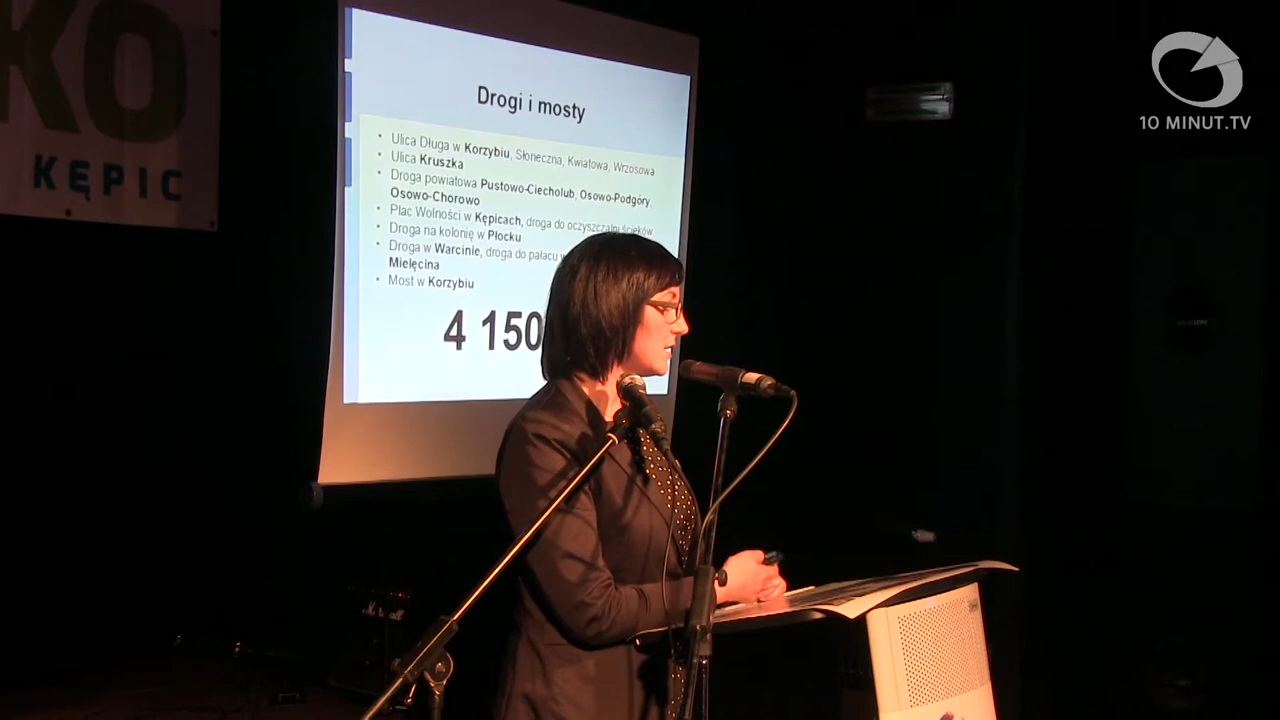 KO
KĘPIC
10 MINUT.TV
Drogi i mosty
• Ulica Długa w Korzybiu, Słoneczna, Kwiatowa, Wrzosowa
• Ulica Kruszka
• Droga powiatowa Pustowo-Ciecholub, Osowo-Podgóry,
Osowo-Chorowo
• Plac Wolności w Kępicach, droga do oczyszczalni ścieków
• Droga na kolonię w Płocku
• Droga w Warcinie, droga do pałacu w
Mielęcina
• Most w Korzybiu
4 150
Marshall